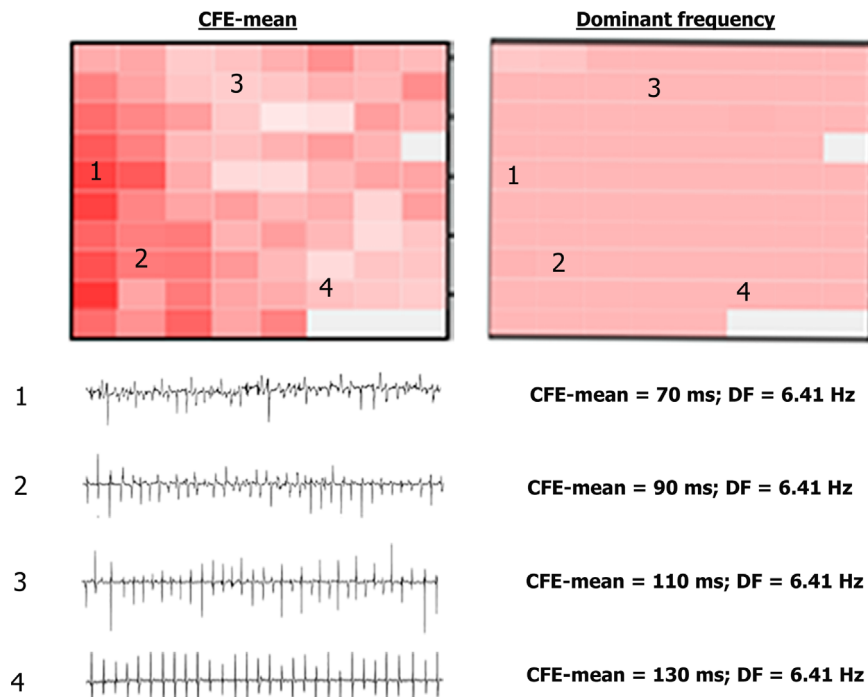 CFE-mean
Dominant frequency
3
3
1
1
2
2
4
4
1
CFE-mean = 70 ms; DF = 6.41 Hz
2
CFE-mean = 90 ms; DF = 6.41 Hz
3
CFE-mean = 110 ms; DF = 6.41 Hz
4
CFE-mean = 130 ms; DF = 6.41 Hz